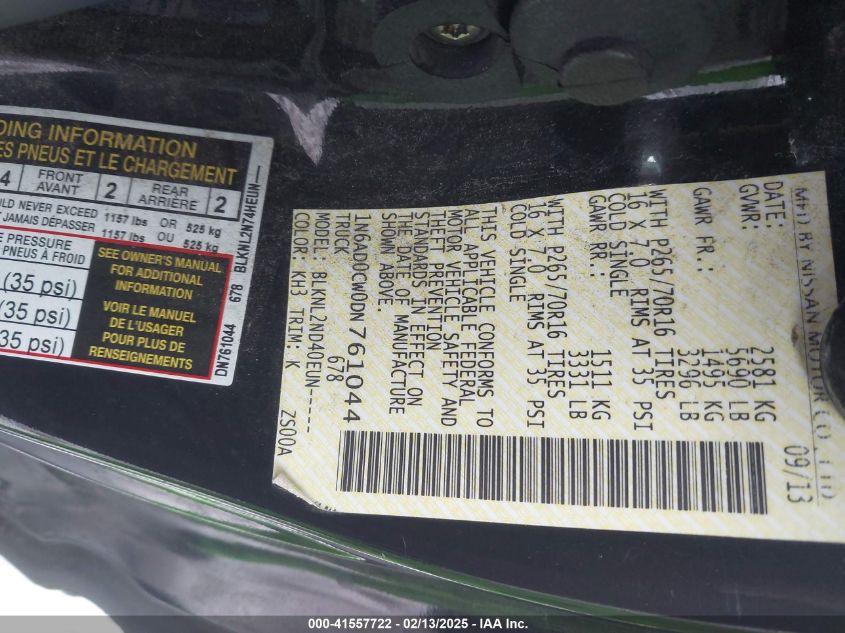 DING INFORMATION
ES PNEUS ET LE CHARGEMENT
4 FRONT AVANT 2 REAR ARRIÈRE 2
ULD NEVER EXCEED 1157 lbs OR 525 kg
T JAMAIS DÉPASSER 1157 lbs OU 525 kg
E PRESSURE
PNEUS À FROID
(35 psi)
(35 psi)
35 psi)
SEE OWNER'S MANUAL
FOR ADDITIONAL
INFORMATION
VOIR LE MANUEL
DE L'USAGER
POUR PLUS DE
RENSEIGNEMENTS
DN761044 678 BLKNL2N74HEUN—
MFD BY NISSAN MOTOR CO., LTD
DATE: 09/13
GVWR: 2581 KG
5690 LB
GAWR FR.: 1495 KG
3296 LB
WITH P265/70R16 TIRES
16 X 7.0 RIMS AT 35 PSI
COLD SINGLE
GAWR RR.: 1511 KG
3331 LB
WITH P265/70R16 TIRES
16 X 7.0 RIMS AT 35 PSI
COLD SINGLE
THIS VEHICLE CONFORMS TO
ALL APPLICABLE FEDERAL
MOTOR VEHICLE SAFETY AND
THEFT PREVENTION
STANDARDS IN EFFECT ON
THE DATE OF MANUFACTURE
SHOWN ABOVE.
1N6AD0CW0DN761044
TRUCK 678
MODEL: BLKNL2ND40EUN------
COLOR: KH3 TRIM: K ZS00A
000-41557722 - 02/13/2025 - IAA Inc.